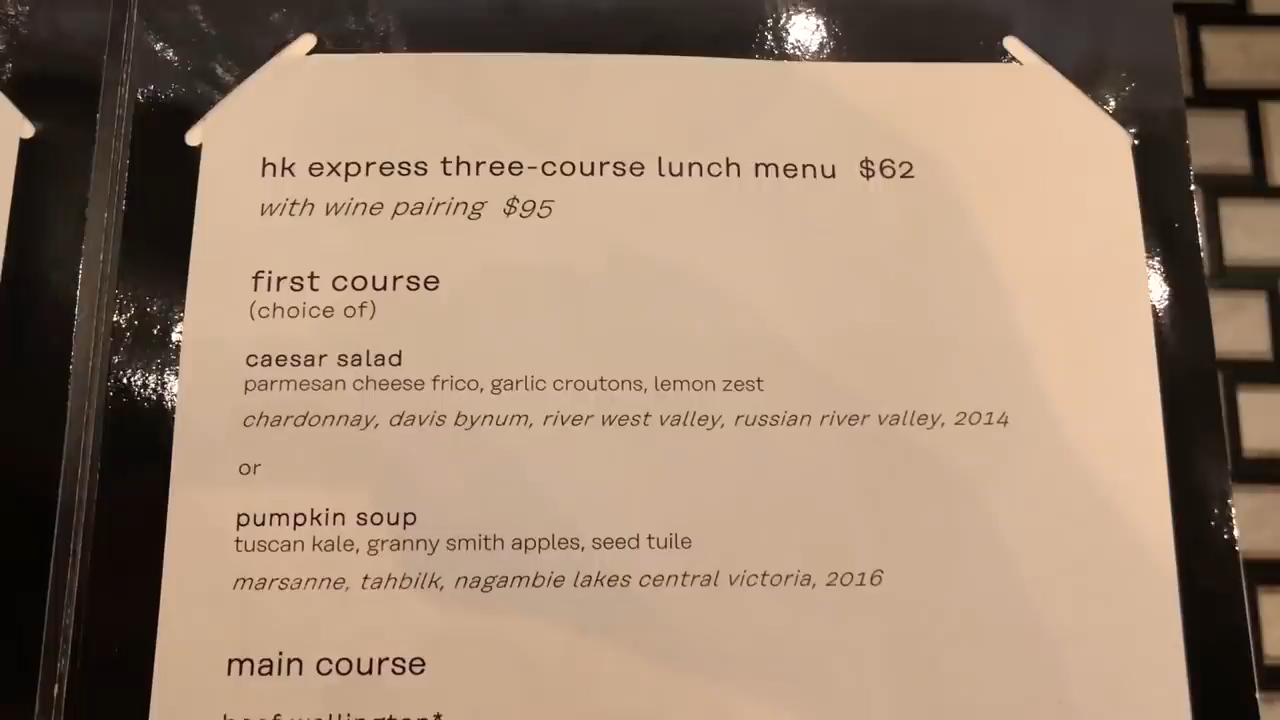 hk express three-course lunch menu $62
with wine pairing $95
first course
(choice of)
caesar salad
parmesan cheese frico, garlic croutons, lemon zest
chardonnay, davis bynum, river west valley, russian river valley, 2014
or
pumpkin soup
tuscan kale, granny smith apples, seed tuile
marsanne, tahbilk, nagambie lakes central victoria, 2016
main course
beef wellington*